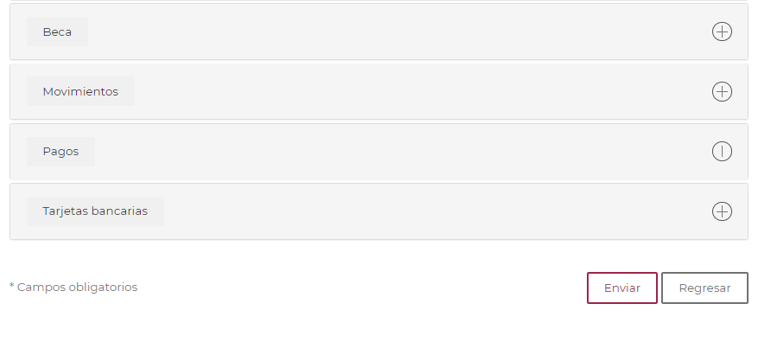 Beca
Movimientos
Pagos
Tarjetas bancarias
* Campos obligatorios
Enviar
Regresar